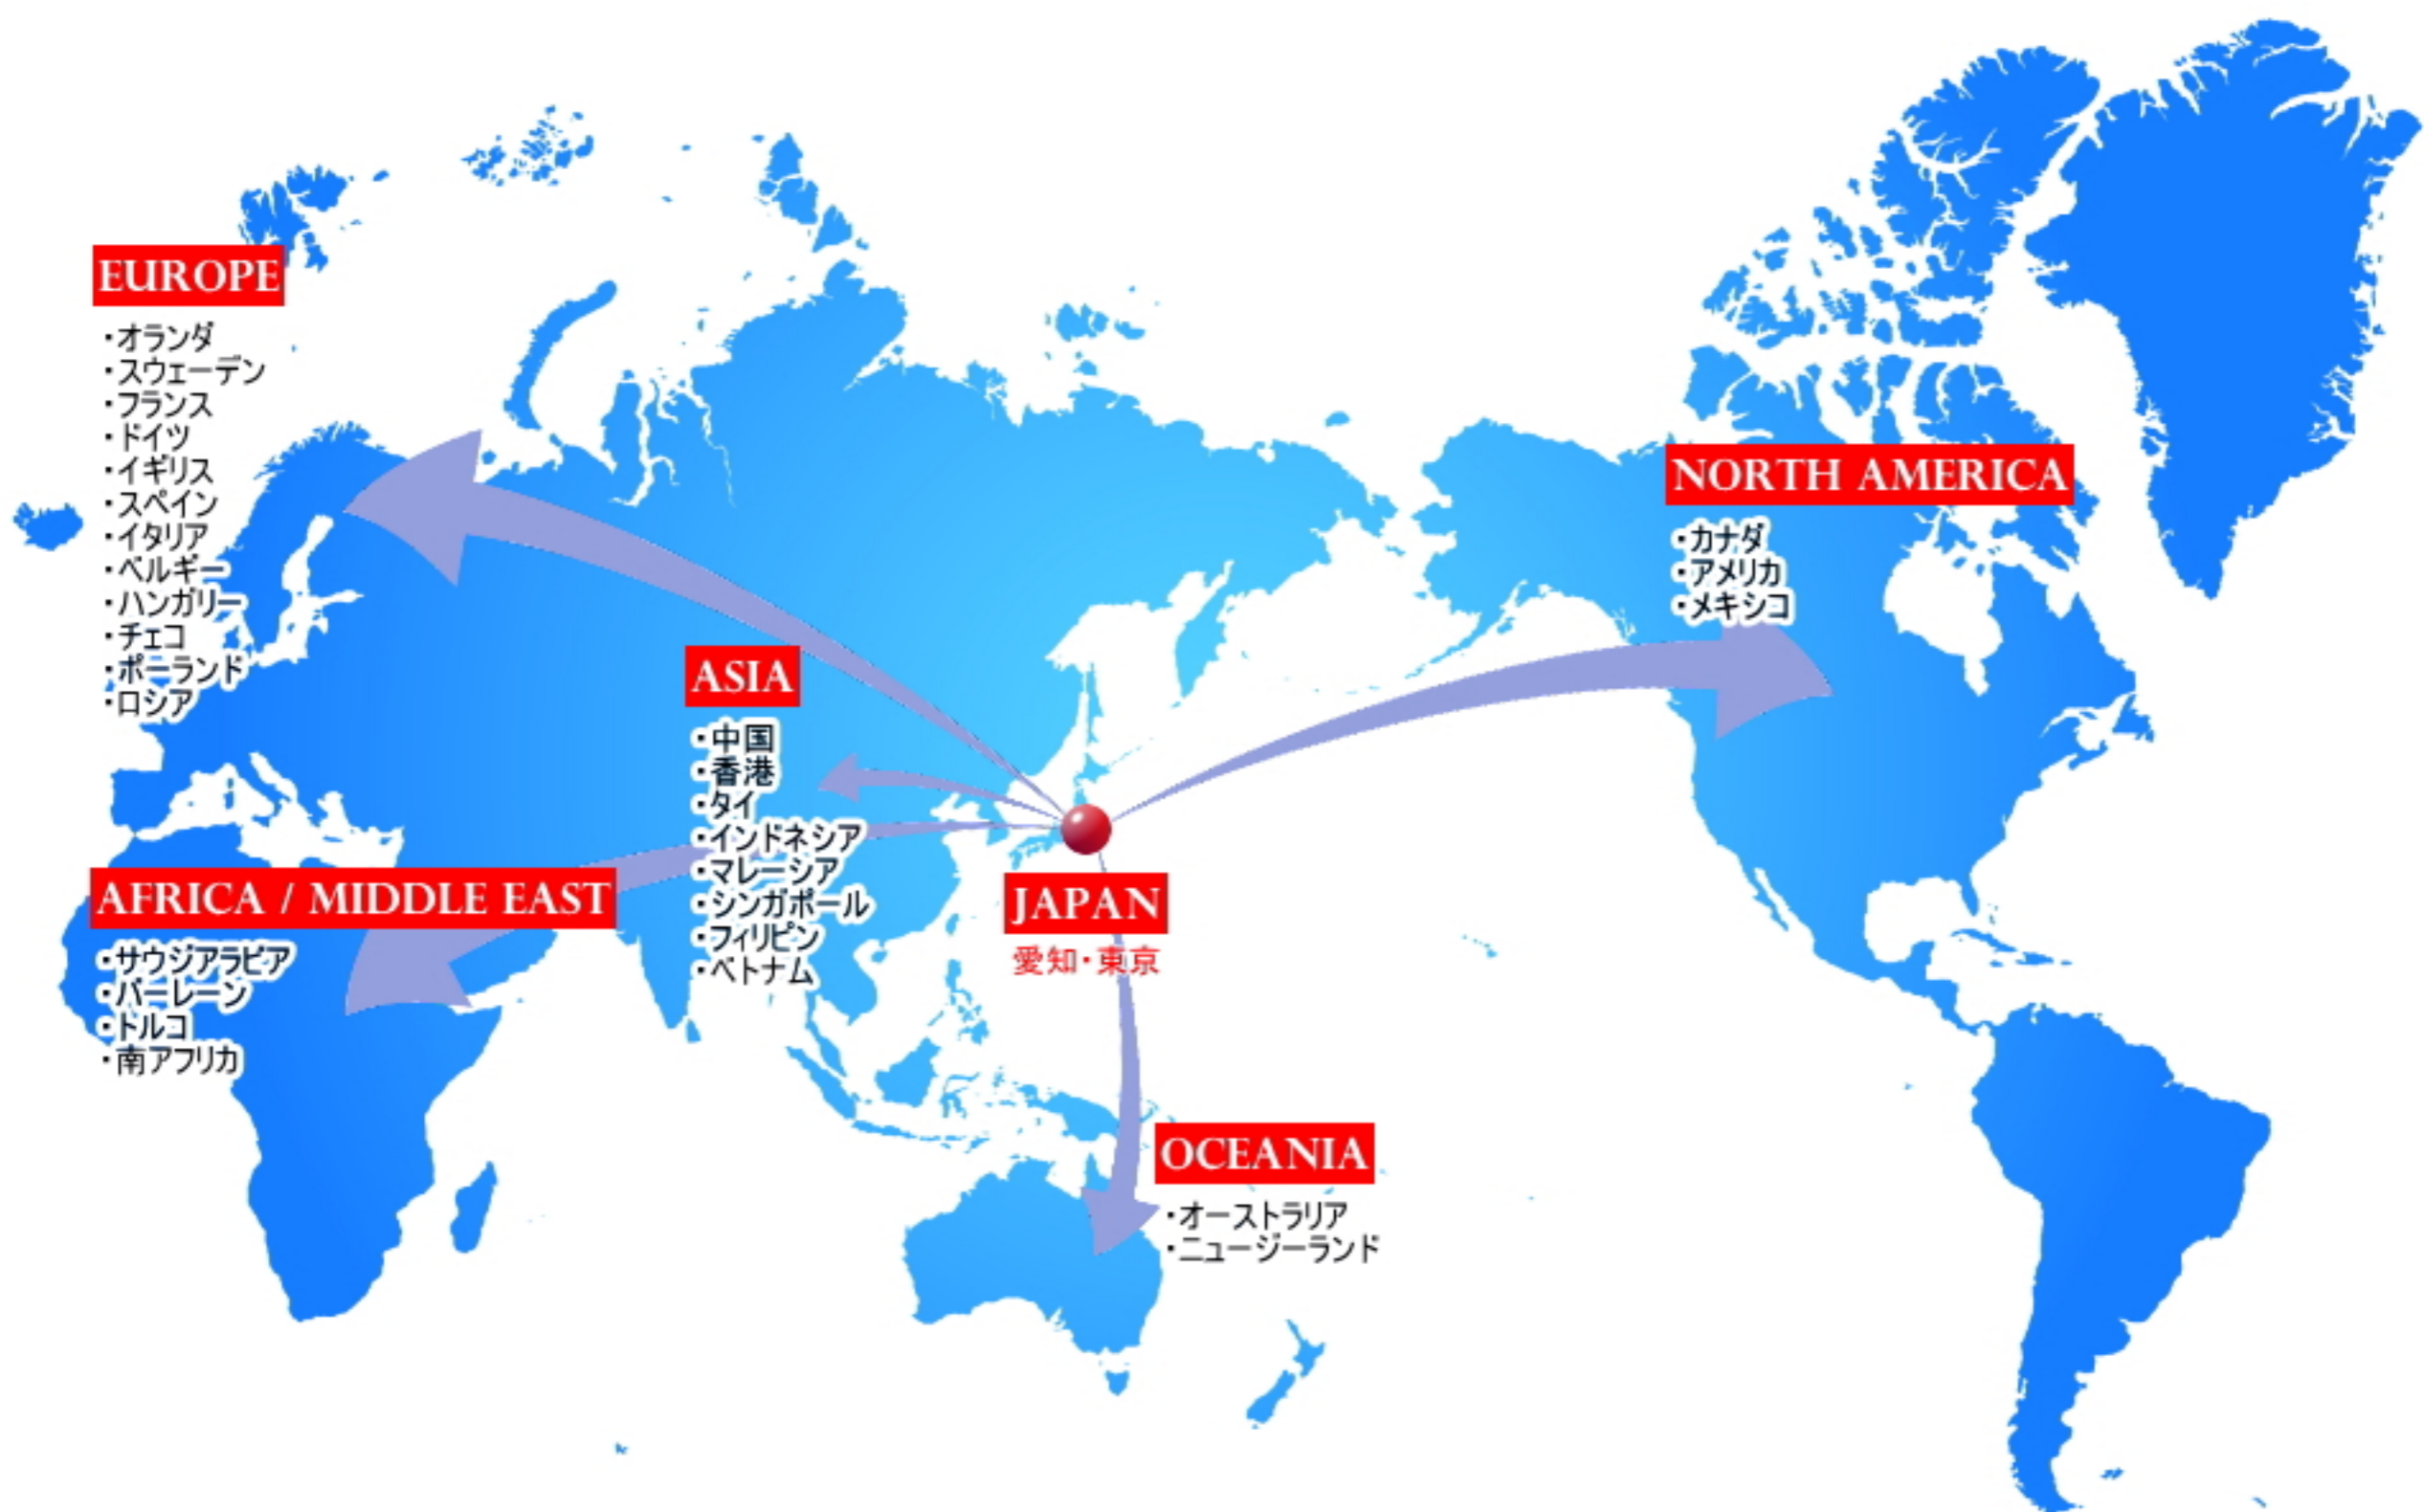 EUROPE
・オランダ
・スウェーデン
・フランス
・ドイツ
・イギリス
・スペイン
・イタリア
・ベルギー
・ハンガリー
・チェコ
・ポーランド
・ロシア
NORTH AMERICA
・カナダ
・アメリカ
・メキシコ
ASIA
・中国
・香港
・タイ
・インドネシア
・マレーシア
・シンガポール
・フィリピン
・ベトナム
AFRICA / MIDDLE EAST
・サウジアラビア
・バーレーン
・トルコ
・南アフリカ
JAPAN
愛知・東京
OCEANIA
・オーストラリア
・ニュージーランド